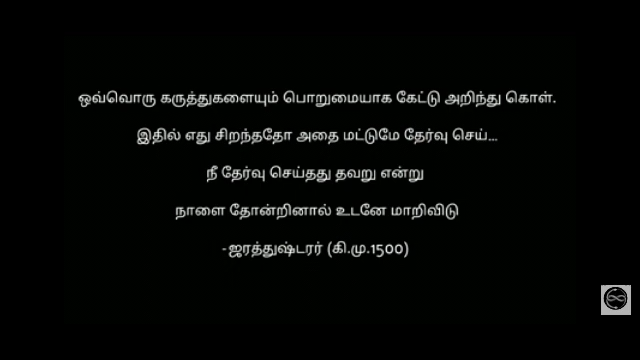 ஒவ்வொரு கருத்துகளையும் பொறுமையாக கேட்டு அறிந்து கொள்.
இதில் எது சிறந்ததோ அதை மட்டுமே தேர்வு செய்...
நீ தேர்வு செய்தது தவறு என்று
நாளை தோன்றினால் உடனே மாறிவிடு
-ஜரத்துஷ்டரர் (கி.மு.1500)